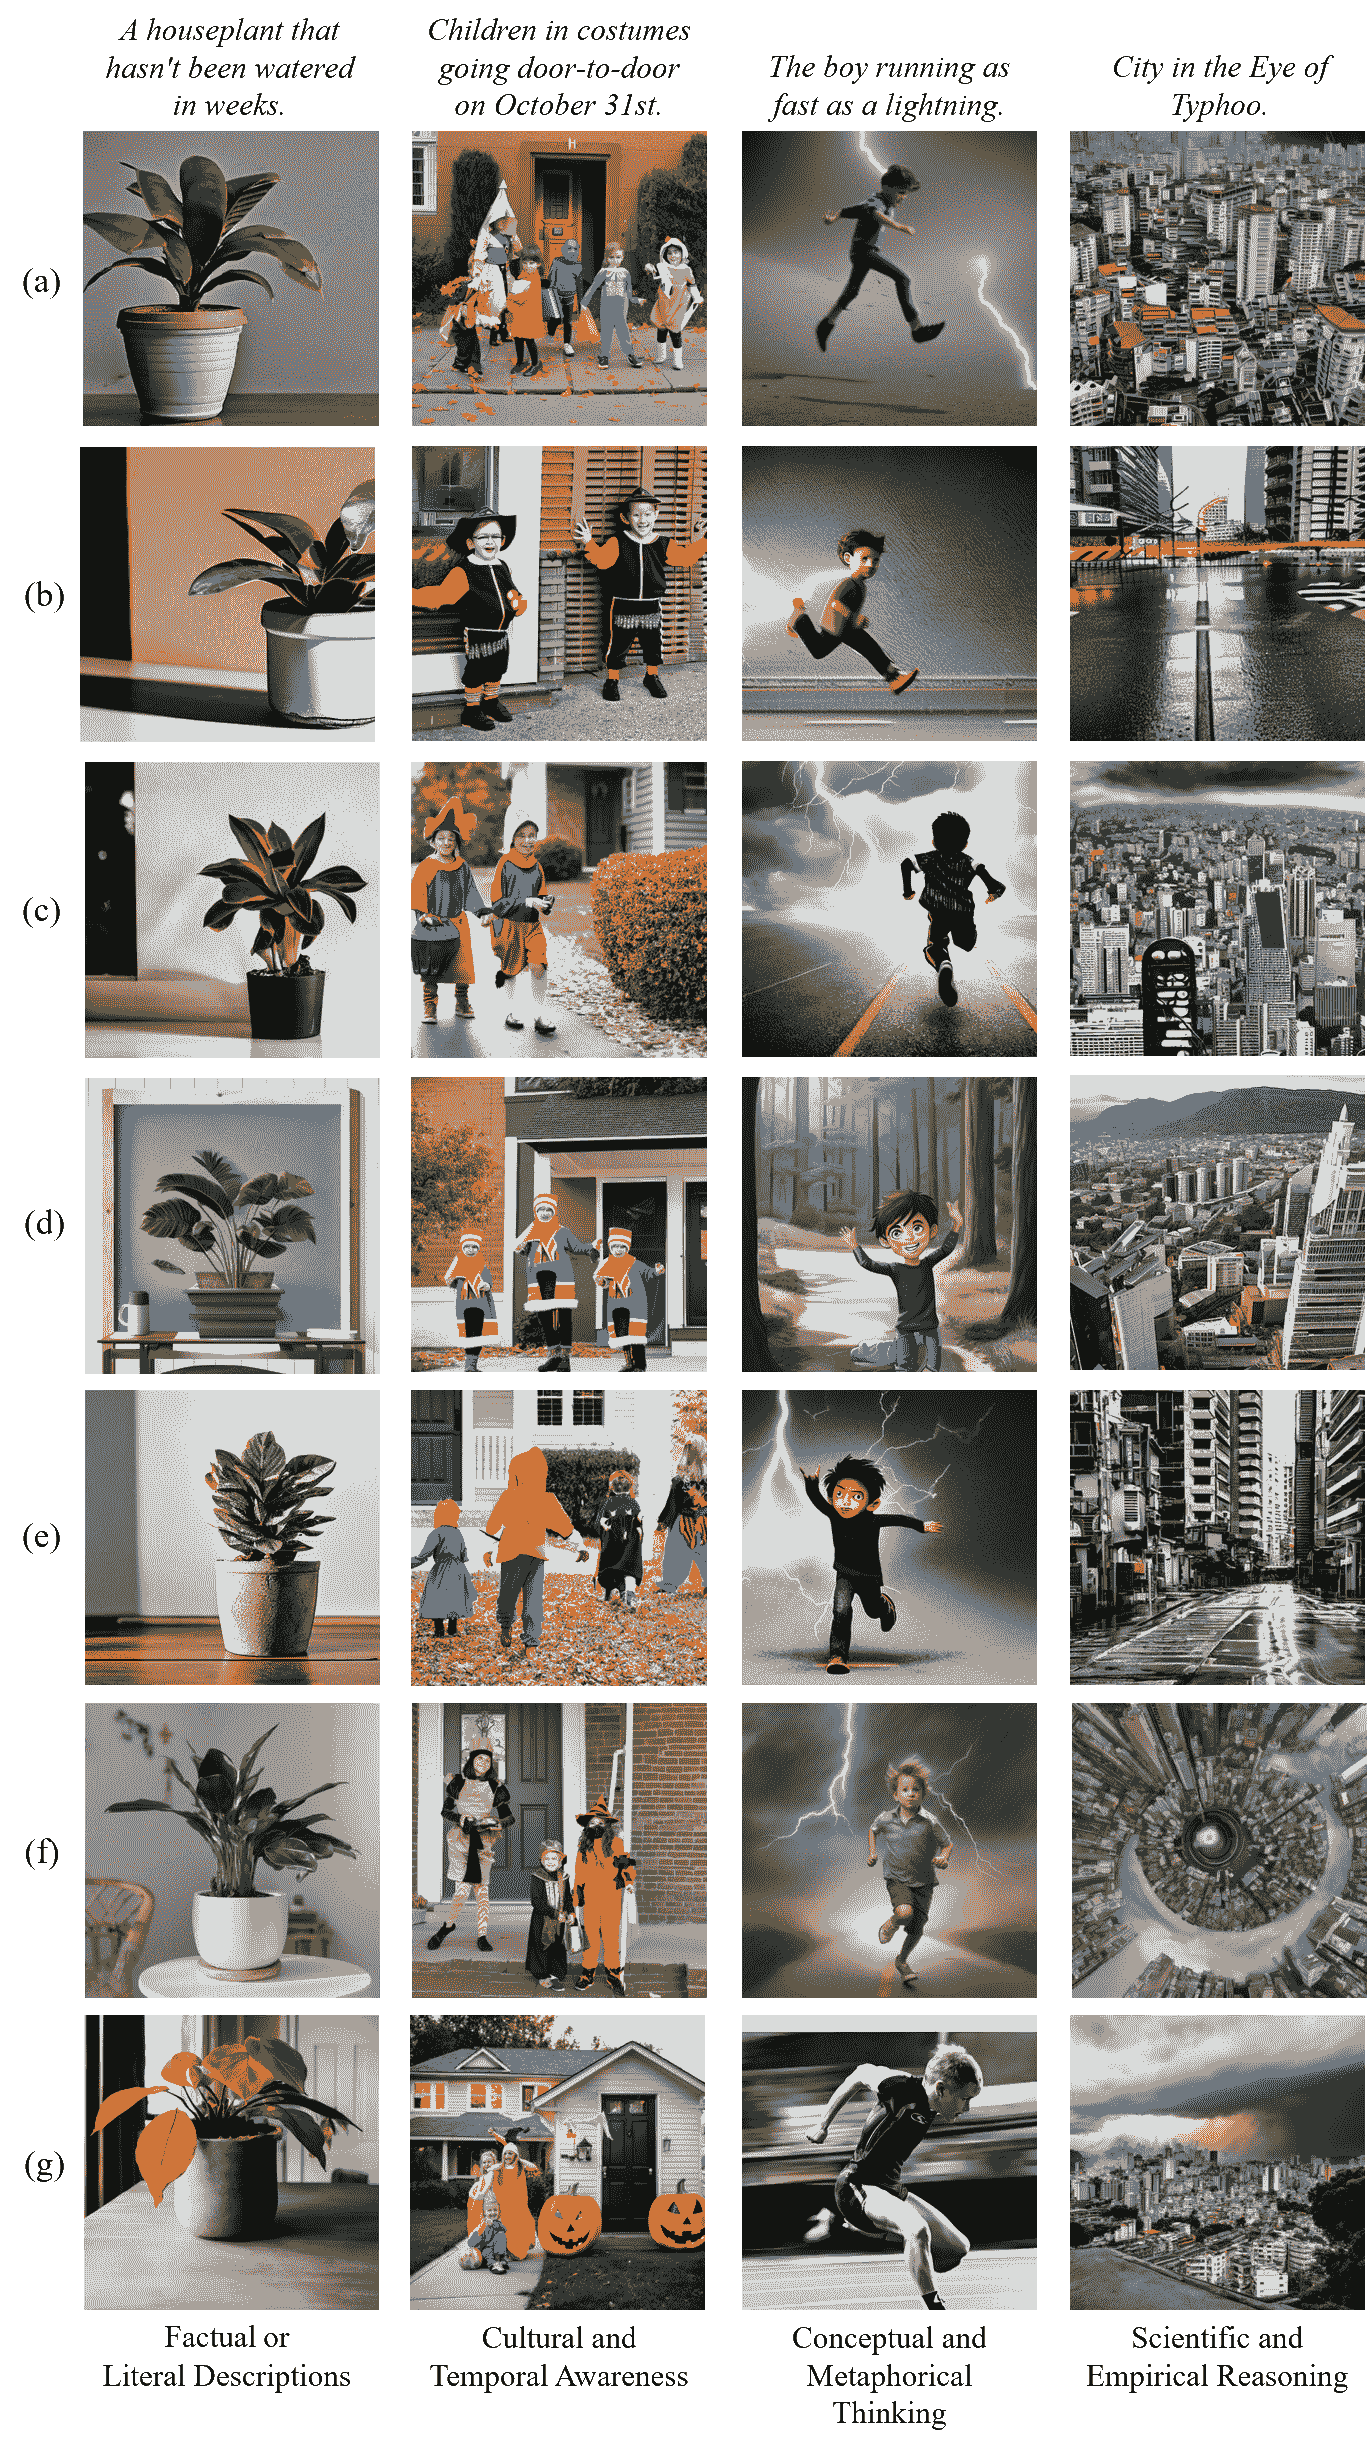 A houseplant that
hasn't been watered
in weeks.
Children in costumes
going door-to-door
on October 31st.
The boy running as
fast as a lightning.
City in the Eye of
Typhoo.
(a)
(b)
(c)
(d)
(e)
(f)
(g)
Factual or
Literal Descriptions
Cultural and
Temporal Awareness
Conceptual and
Metaphorical
Thinking
Scientific and
Empirical Reasoning